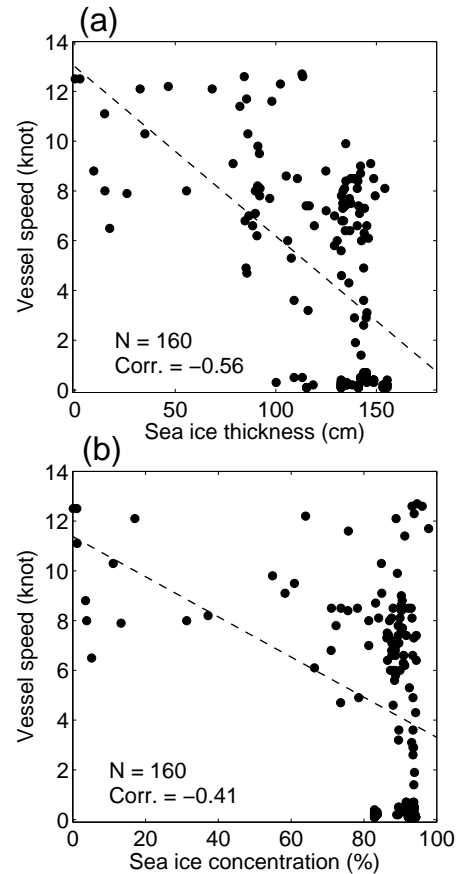 (a)
14
12
10
8
6
4
2
0
Vessel speed (knot)
N = 160
Corr. = −0.56
0 50 100 150
Sea ice thickness (cm)
(b)
14
12
10
8
6
4
2
0
Vessel speed (knot)
N = 160
Corr. = −0.41
0 20 40 60 80 100
Sea ice concentration (%)